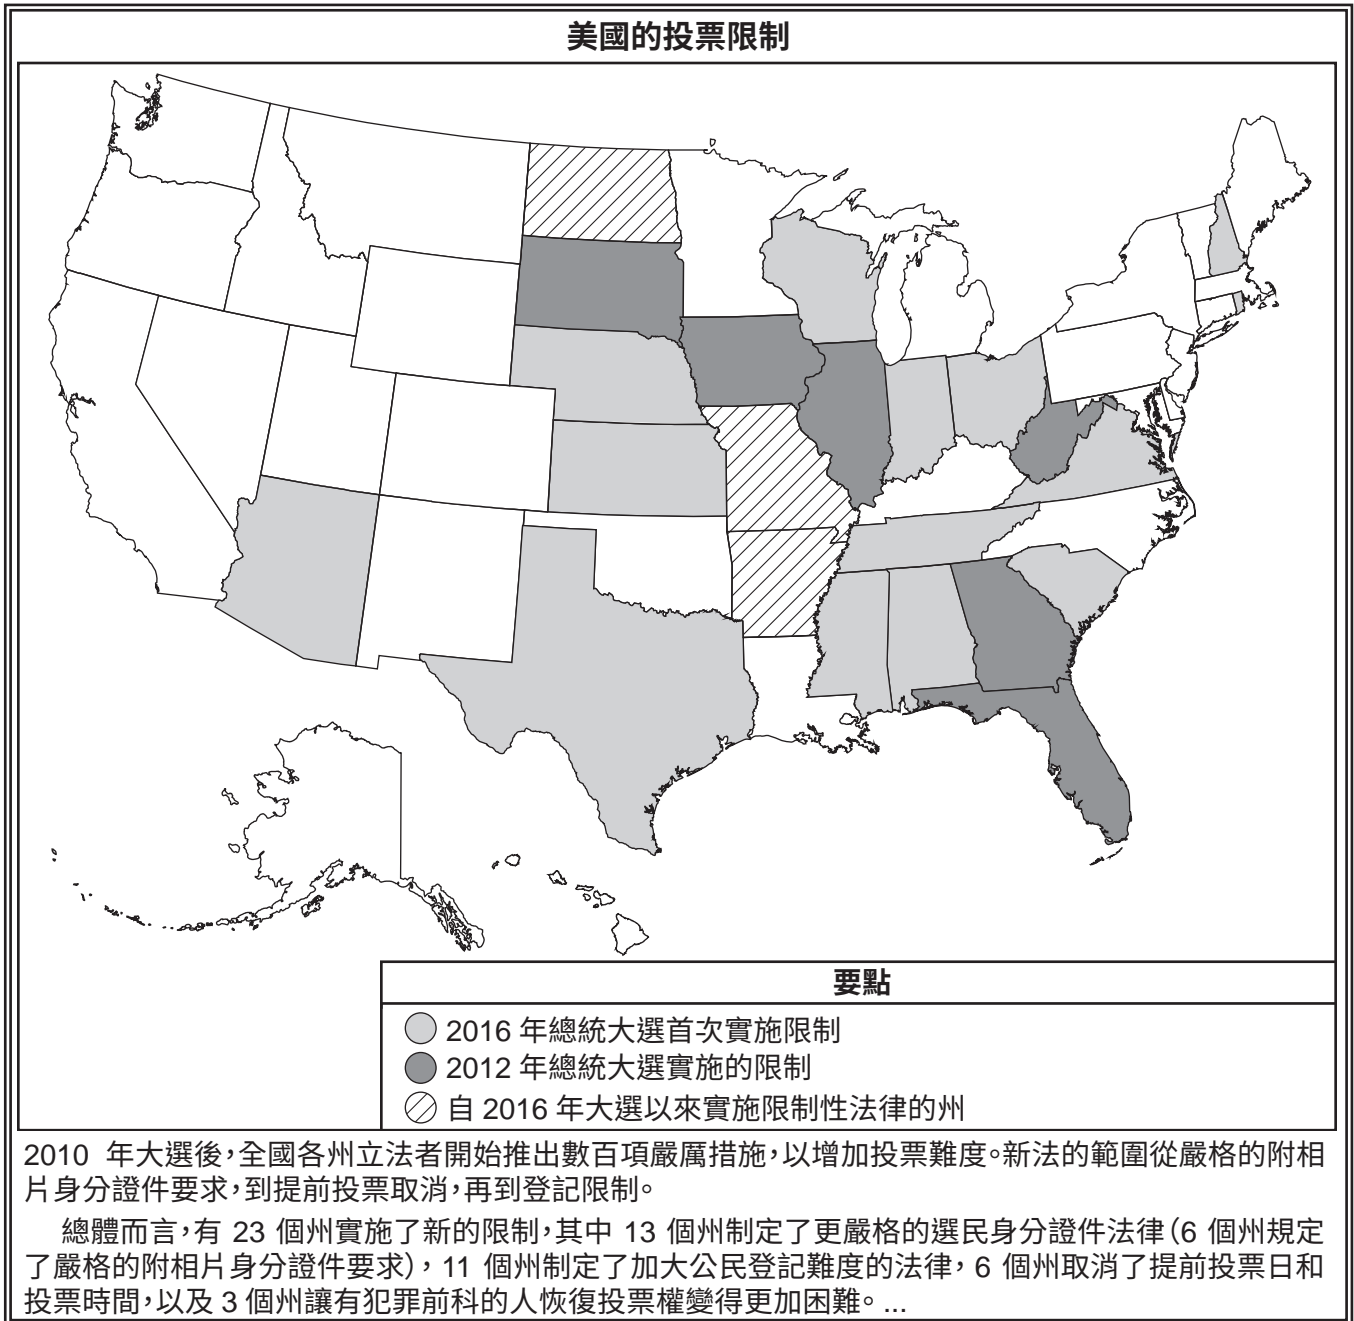 美國的投票限制
要點
2016 年總統大選首次實施限制
2012 年總統大選實施的限制
自 2016 年大選以來實施限制性法律的州
2010 年大選後，全國各州立法者開始推出數百項嚴厲措施，以增加投票難度。新法的範圍從嚴格的附相
片身分證件要求，到提前投票取消，再到登記限制。
總體而言，有 23 個州實施了新的限制，其中 13 個州制定了更嚴格的選民身分證件法律（6 個州規定
了嚴格的附相片身分證件要求），11 個州制定了加大公民登記難度的法律，6 個州取消了提前投票日和
投票時間，以及 3 個州讓有犯罪前科的人恢復投票權變得更加困難。...